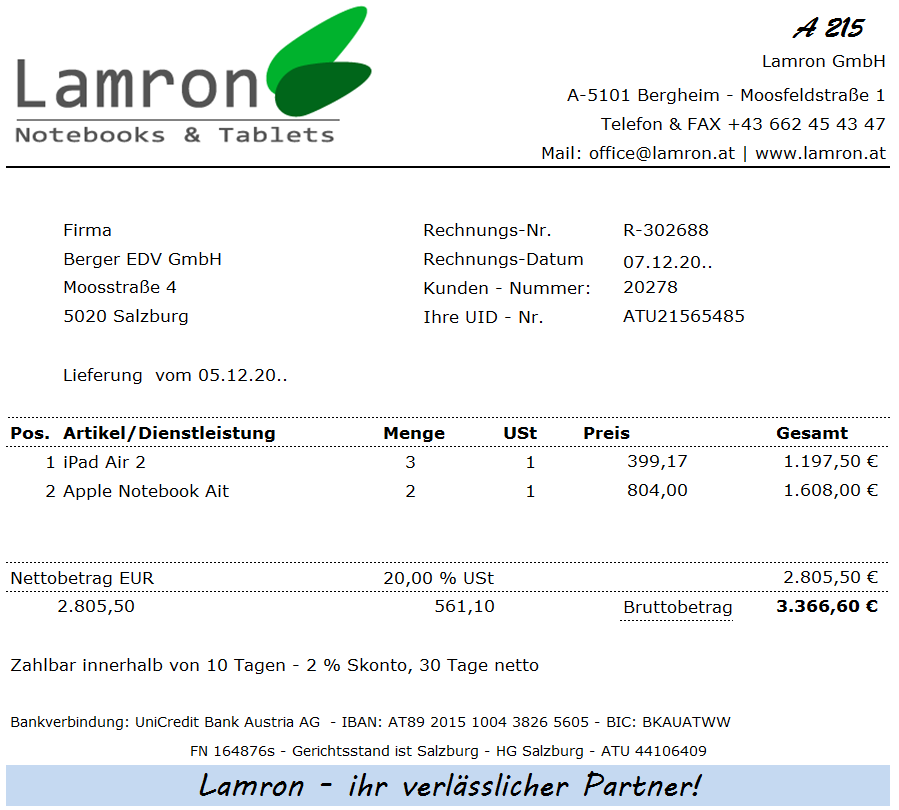 A 215
Lamron
Notebooks & Tablets
Lamron GmbH
A-5101 Bergheim - Moosfeldstraße 1
Telefon & FAX +43 662 45 43 47
Mail: office@lamron.at | www.lamron.at
Firma Rechnungs-Nr. R-302688
Berger EDV GmbH Rechnungs-Datum 07.12.20..
Moosstraße 4 Kunden - Nummer: 20278
5020 Salzburg Ihre UID - Nr. ATU21565485
Lieferung vom 05.12.20..
Pos. Artikel/Dienstleistung Menge USt Preis Gesamt
1 iPad Air 2 3 1 399,17 1.197,50 €
2 Apple Notebook Ait 2 1 804,00 1.608,00 €
Nettobetrag EUR 20,00 % USt 2.805,50 €
2.805,50 561,10 Bruttobetrag 3.366,60 €
Zahlbar innerhalb von 10 Tagen - 2 % Skonto, 30 Tage netto
Bankverbindung: UniCredit Bank Austria AG - IBAN: AT89 2015 1004 3826 5605 - BIC: BKAUATWW
FN 164876s - Gerichtsstand ist Salzburg - HG Salzburg - ATU 44106409
Lamron - ihr verlässlicher Partner!